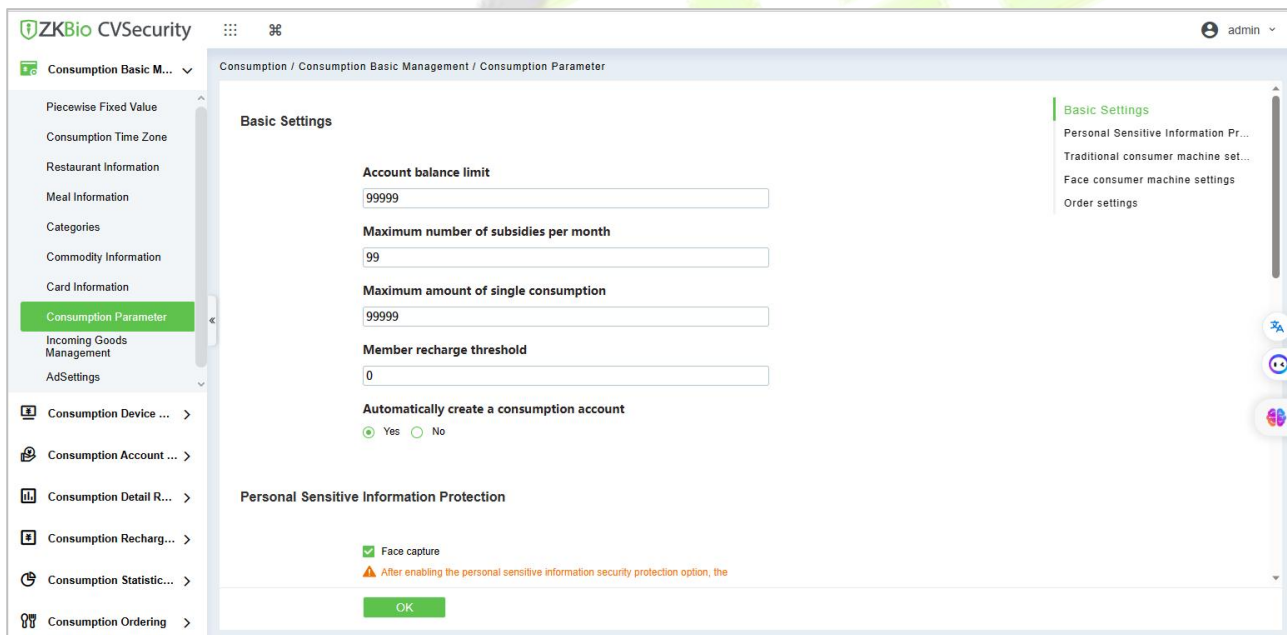 ZKBio CVSecurity
admin
Consumption Basic M...
Piecewise Fixed Value
Consumption Time Zone
Restaurant Information
Meal Information
Categories
Commodity Information
Card Information
Consumption Parameter
Incoming Goods
Management
AdSettings
Consumption Device ...
Consumption Account ...
Consumption Detail R...
Consumption Recharg...
Consumption Statistic...
Consumption Ordering
Consumption / Consumption Basic Management / Consumption Parameter
Basic Settings
Account balance limit
99999
Maximum number of subsidies per month
99
Maximum amount of single consumption
99999
Member recharge threshold
0
Automatically create a consumption account
Yes No
Personal Sensitive Information Protection
Face capture
After enabling the personal sensitive information security protection option, the
OK
Basic Settings
Personal Sensitive Information Pr...
Traditional consumer machine set...
Face consumer machine settings
Order settings